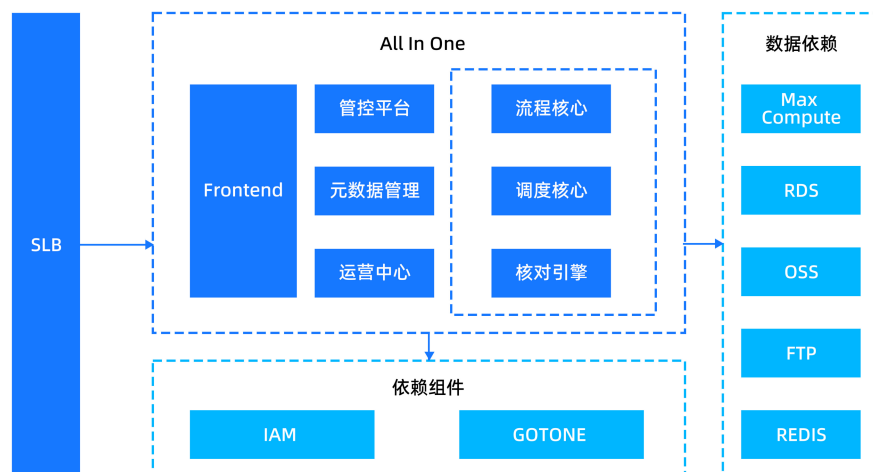 SLB
All In One
Frontend
管控平台
元数据管理
运营中心
流程核心
调度核心
核对引擎
依赖组件
IAM
GOTONE
数据依赖
Max
Compute
RDS
OSS
FTP
REDIS